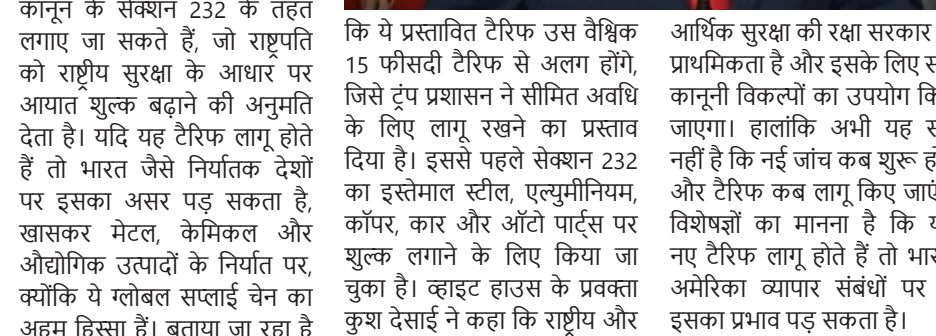 कानून के सेक्शन 232 के तहत
लगाए जा सकते हैं, जो राष्ट्रपति
को राष्ट्रीय सुरक्षा के आधार पर
आयात शुल्क बढ़ाने की अनुमति
देता है। यदि यह टैरिफ लागू होते
हैं तो भारत जैसे निर्यातक देशों
पर इसका असर पड़ सकता है,
खासकर मेटल, केमिकल और
औद्योगिक उत्पादों के निर्यात पर,
क्योंकि ये ग्लोबल सप्लाई चेन का
अहम हिस्सा हैं। बताया जा रहा है
कि ये प्रस्तावित टैरिफ उस वैश्विक
15 फीसदी टैरिफ से अलग होंगे,
जिसे ट्रंप प्रशासन ने सीमित अवधि
के लिए लागू रखने का प्रस्ताव
दिया है। इससे पहले सेक्शन 232
का इस्तेमाल स्टील, एल्युमीनियम,
कॉपर, कार और ऑटो पार्ट्स पर
शुल्क लगाने के लिए किया जा
चुका है। व्हाइट हाउस के प्रवक्ता
कुश देसाई ने कहा कि राष्ट्रीय और
आर्थिक सुरक्षा की रक्षा सरकार
प्राथमिकता है और इसके लिए
कानूनी विकल्पों का उपयोग
जाएगा। हालांकि अभी यह
नहीं है कि नई जांच कब शुरू
और टैरिफ कब लागू किए
विशेषज्ञों का मानना है कि
नए टैरिफ लागू होते हैं तो
अमेरिका व्यापार संबंधों पर
इसका प्रभाव पड़ सकता है।